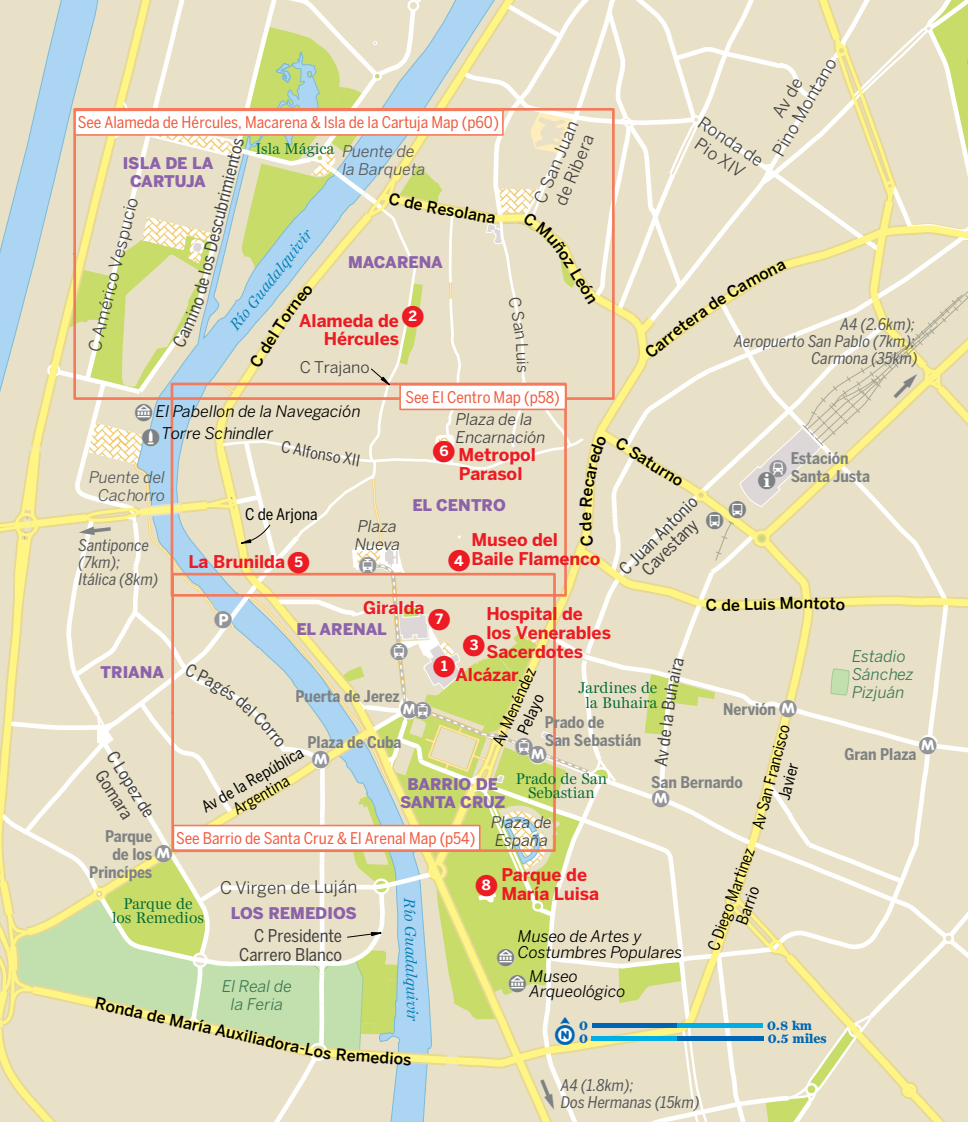 See Alameda de Hércules, Macarena & Isla de la Cartuja Map (p60)
Av de
Pino Montano
Ronda de
Pio XIV
C San Juan
de Ribera
ISLA DE LA
CARTUJA
Isla Mágica
Puente de
la Barqueta
C de Resolana
C Muñoz León
C Américo Vespucio
Camino de los Descubrimientos
Río Guadalquivir
MACARENA
C del Torneo
Alameda de
Hércules
2
C San Luis
Carretera de Camona
A4 (2.6km);
Aeropuerto San Pablo (7km);
Carmona (35km)
C Trajano
See El Centro Map (p58)
El Pabellon de la Navegación
Torre Schindler
Plaza de la
Encarnación
C Alfonso XII
6
Metropol
Parasol
C de Recaredo
C Saturno
Estación
Santa Justa
i
Puente del
Cachorro
EL CENTRO
C de Arjona
Plaza
Nueva
C Juan Antonio
Cavestany
Santiponce
(7km);
Itálica (8km)
La Brunilda
5
4
Museo del
Baile Flamenco
C de Luis Montoto
P
Giralda
7
EL ARENAL
3
Hospital de
los Venerables
Sacerdotes
1
Alcázar
TRIANA
C Pagés del Corro
Puerta de Jerez
M
Av Menéndez
Pelayo
Jardines de
la Buhaira
Av de la Buhaira
Estadio
Sánchez
Pizjuán
Nervión
M
Plaza de Cuba
M
Prado de
San Sebastián
M
Gran Plaza
M
C Lopez de
Gomara
Av de la República
Argentina
BARRIO DE
SANTA CRUZ
Prado de San
Sebastian
San Bernardo
M
Av San Francisco
Javier
See Barrio de Santa Cruz & El Arenal Map (p54)
Plaza de
España
Parque
de los
Principes
M
8
Parque de
María Luisa
C Virgen de Luján
Parque de
los Remedios
LOS REMEDIOS
C Presidente
Carrero Blanco
Río Guadalquivir
C Diego Martinez
Barrio
Museo de Artes y
Costumbres Populares
Museo
Arqueológico
El Real de
la Feria
Ronda de María Auxiliadora-Los Remedios
N
0
0.8 km
0
0.5 miles
A4 (1.8km);
Dos Hermanas (15km)